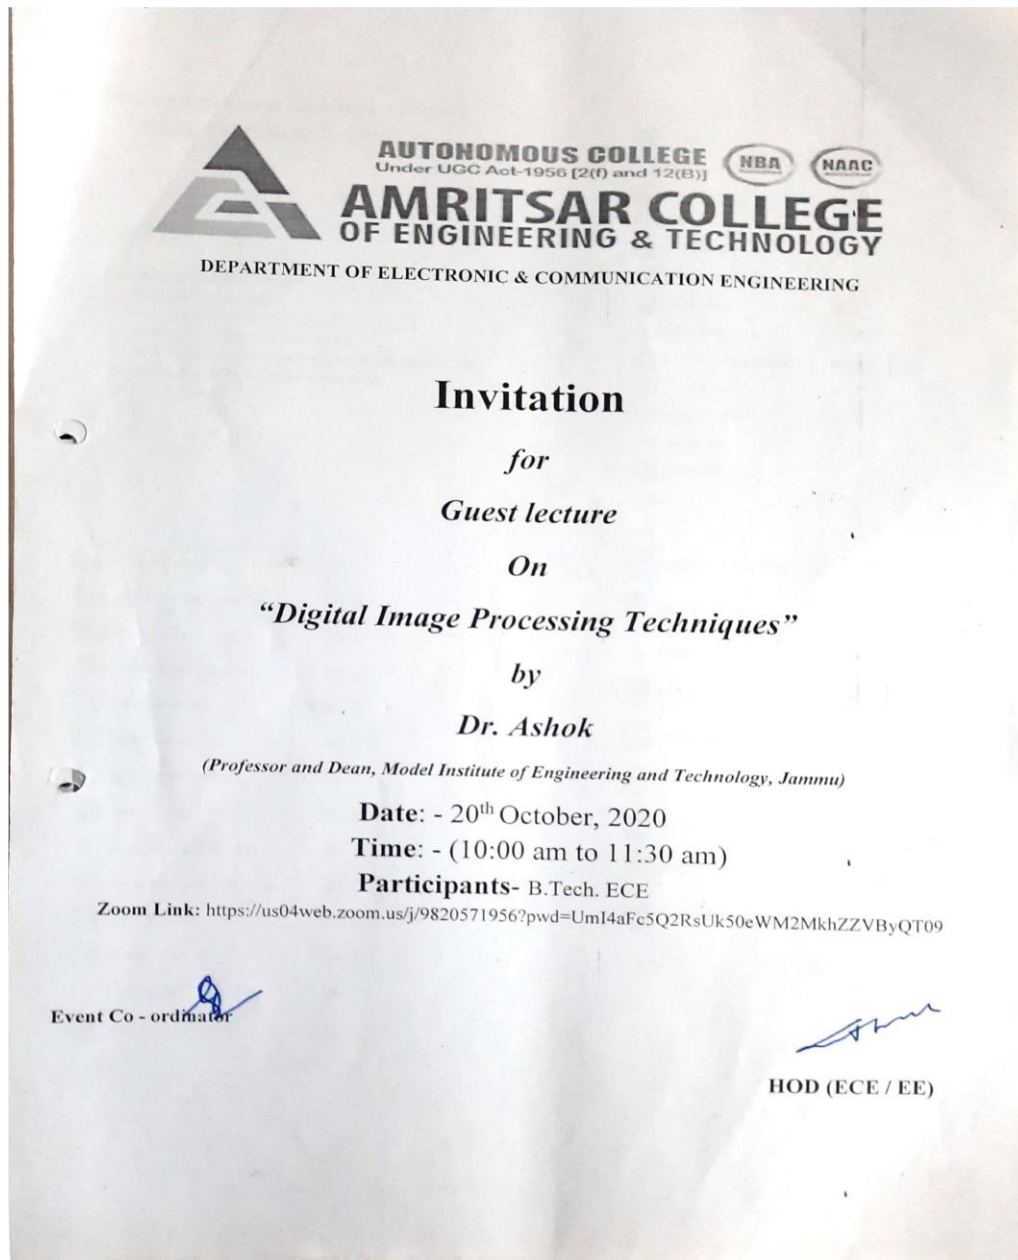 AUTONOMOUS COLLEGE
Under UGC Act-1956 [2(f) and 12(B)]
NBA
NAAC
AMRITSAR COLLEGE
OF ENGINEERING & TECHNOLOGY
DEPARTMENT OF ELECTRONIC & COMMUNICATION ENGINEERING
Invitation
for
Guest lecture
On
“Digital Image Processing Techniques”
by
Dr. Ashok
(Professor and Dean, Model Institute of Engineering and Technology, Jammu)
Date: - 20th October, 2020
Time: - (10:00 am to 11:30 am)
Participants- B.Tech. ECE
Zoom Link: https://us04web.zoom.us/j/9820571956?pwd=UmI4aFc5Q2RsUk50eWM2MkhZZVByQT09
Event Co - ordinator
HOD (ECE / EE)